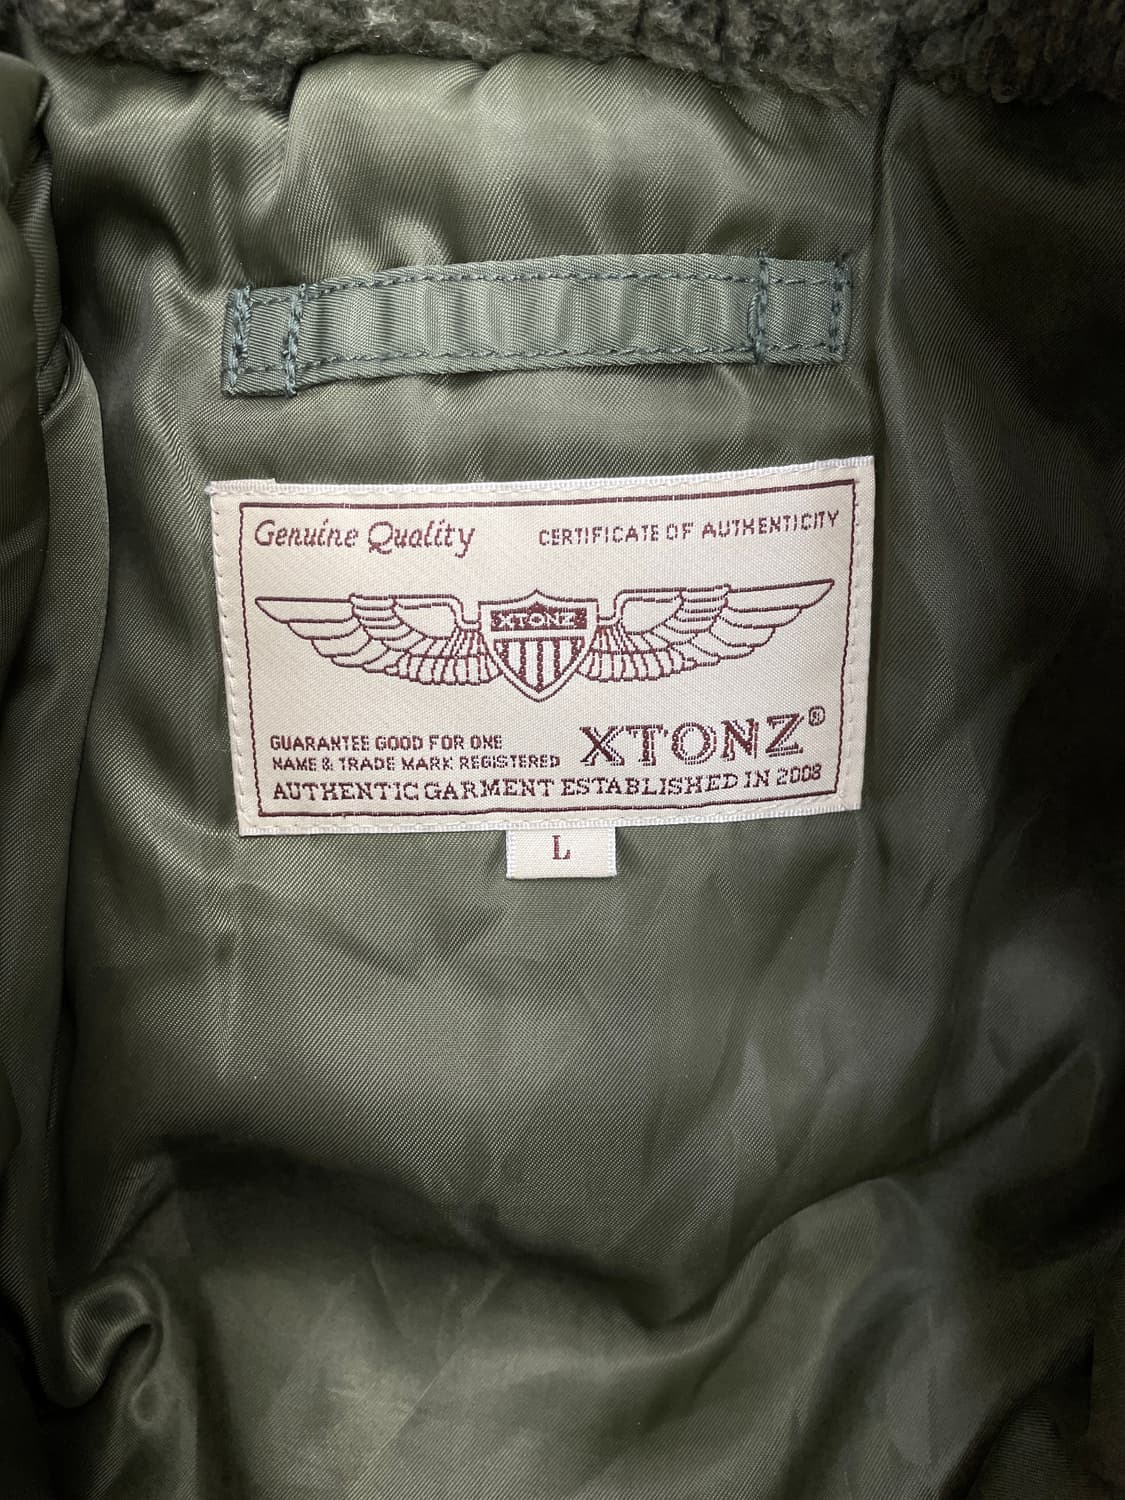 Genuine Quality
CERTIFICATE OF AUTHENTICITY
XTONZ
GUARANTEE GOOD FOR ONE
NAME & TRADE MARK REGISTERED
XTONZ®
AUTHENTIC GARMENT ESTABLISHED IN 2008
L